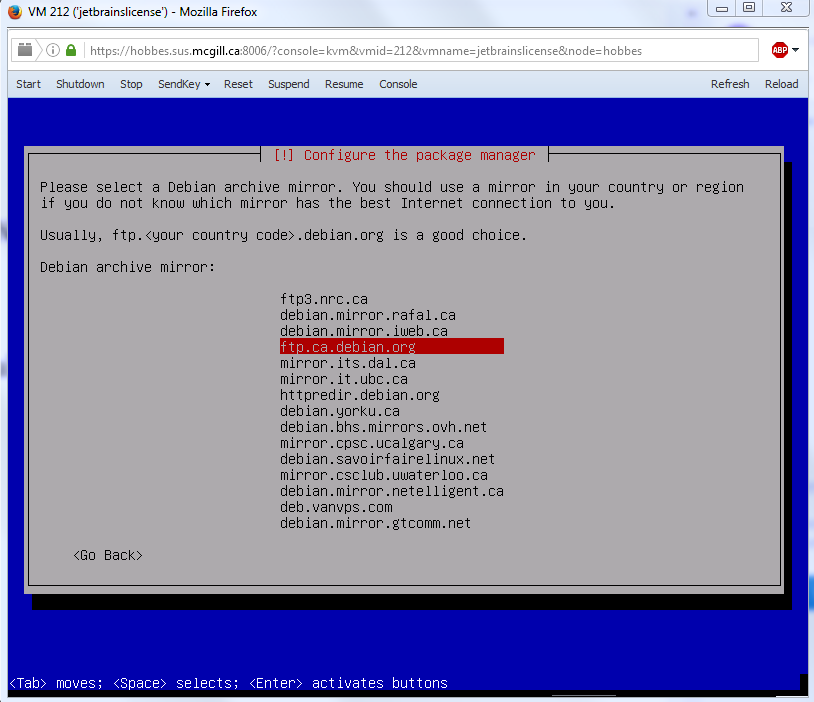 VM 212 ('jetbrainslicense') - Mozilla Firefox
https://hobbes.sus.mcgill.ca:8006/?console=kvm&vmid=212&vmname=jetbrainslicense&node=hobbes
ABP
Start Shutdown Stop SendKey Reset Suspend Resume Console Refresh Reload
[!] Configure the package manager
Please select a Debian archive mirror. You should use a mirror in your country or region
if you do not know which mirror has the best Internet connection to you.
Usually, ftp.<your country code>.debian.org is a good choice.
Debian archive mirror:
ftp3.nrc.ca
debian.mirror.rafal.ca
debian.mirror.iweb.ca
ftp.ca.debian.org
mirror.its.dal.ca
mirror.it.ubc.ca
httpredir.debian.org
debian.yorku.ca
debian.bhs.mirrors.ovh.net
mirror.cpsc.ucalgary.ca
debian.savoirfairelinux.net
mirror.csclub.uwaterloo.ca
debian.mirror.netelligent.ca
deb.vanvps.com
debian.mirror.gtcomm.net
<Go Back>
<Tab> moves; <Space> selects; <Enter> activates buttons